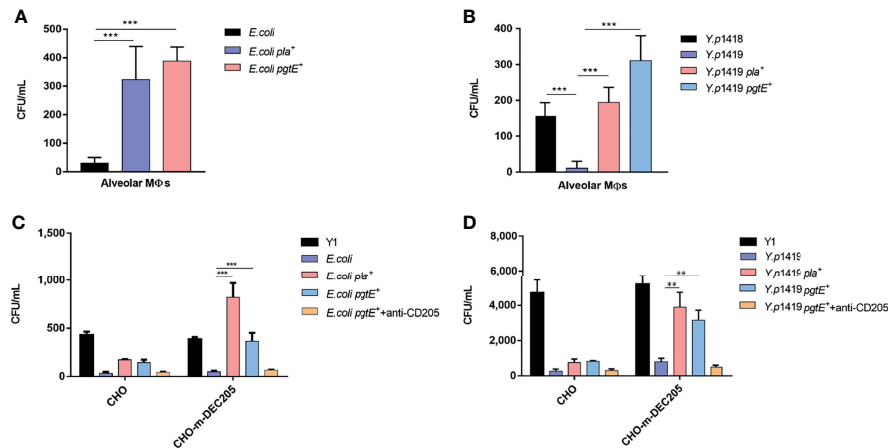 A
***
***
CFU/mL
500
400
300
200
100
0
Alveolar MΦs
E.coli
E.coli pla+
E.coli pgtE+
B
***
***
***
CFU/mL
400
300
200
100
0
Alveolar MΦs
Y.p1418
Y.p1419
Y.p1419 pla+
Y.p1419 pgtE+
C
***
***
CFU/mL
1,500
1,000
500
0
CHO
CHO-m-DEC205
Y1
E.coli
E.coli pla+
E.coli pgtE+
E.coli pgtE+ +anti-CD205
D
**
**
CFU/mL
8,000
6,000
4,000
2,000
0
CHO
CHO-m-DEC205
Y1
Y.p1419
Y.p1419 pla+
Y.p1419 pgtE+
Y.p1419 pgtE+ +anti-CD205